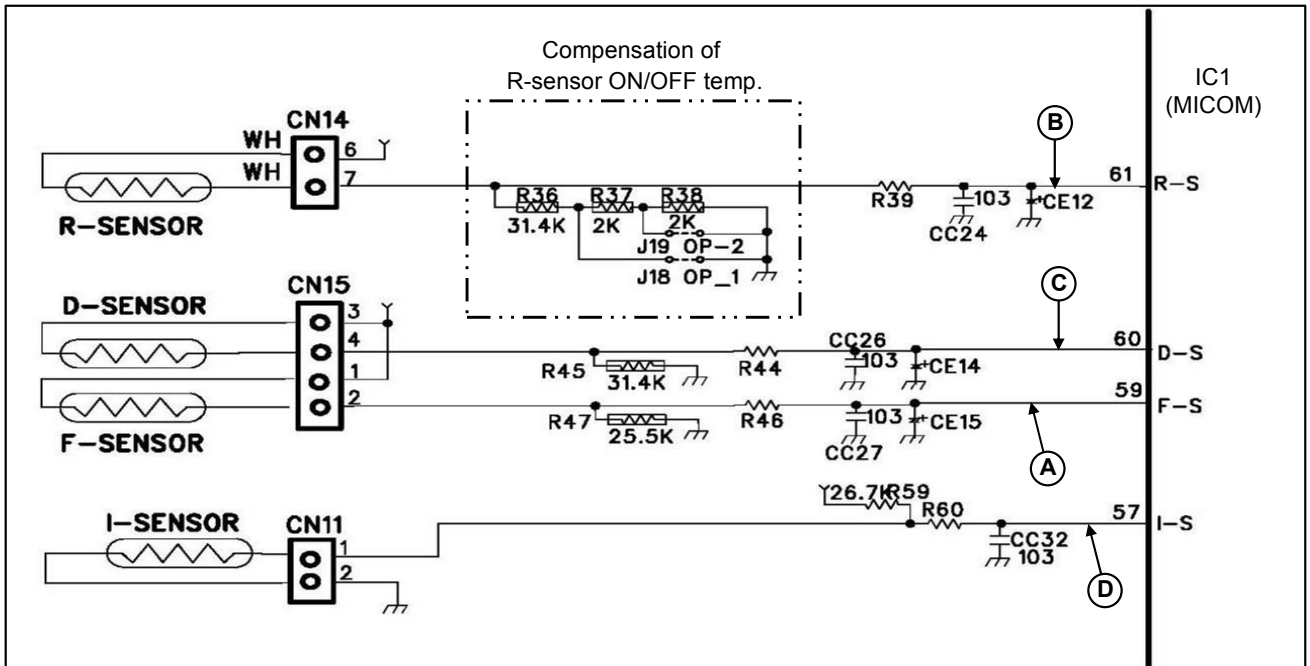 Compensation of
R-sensor ON/OFF temp.
IC1
(MICOM)
CN14
WH 6
WH 7
R-SENSOR
R36 R37 R38
31.4K 2K 2K
J19 OP-2
J18 OP_1
R39
103
CC24
CE12
B
61 R-S
CN15
D-SENSOR
3
4
1
2
F-SENSOR
R45
31.4K
R44
CC26
103
CE14
C
60 D-S
R47
25.5K
R46
103
CC27
CE15
A
59 F-S
I-SENSOR
CN11
1
2
26.7K R59
R60
CC32
103
D
57 I-S